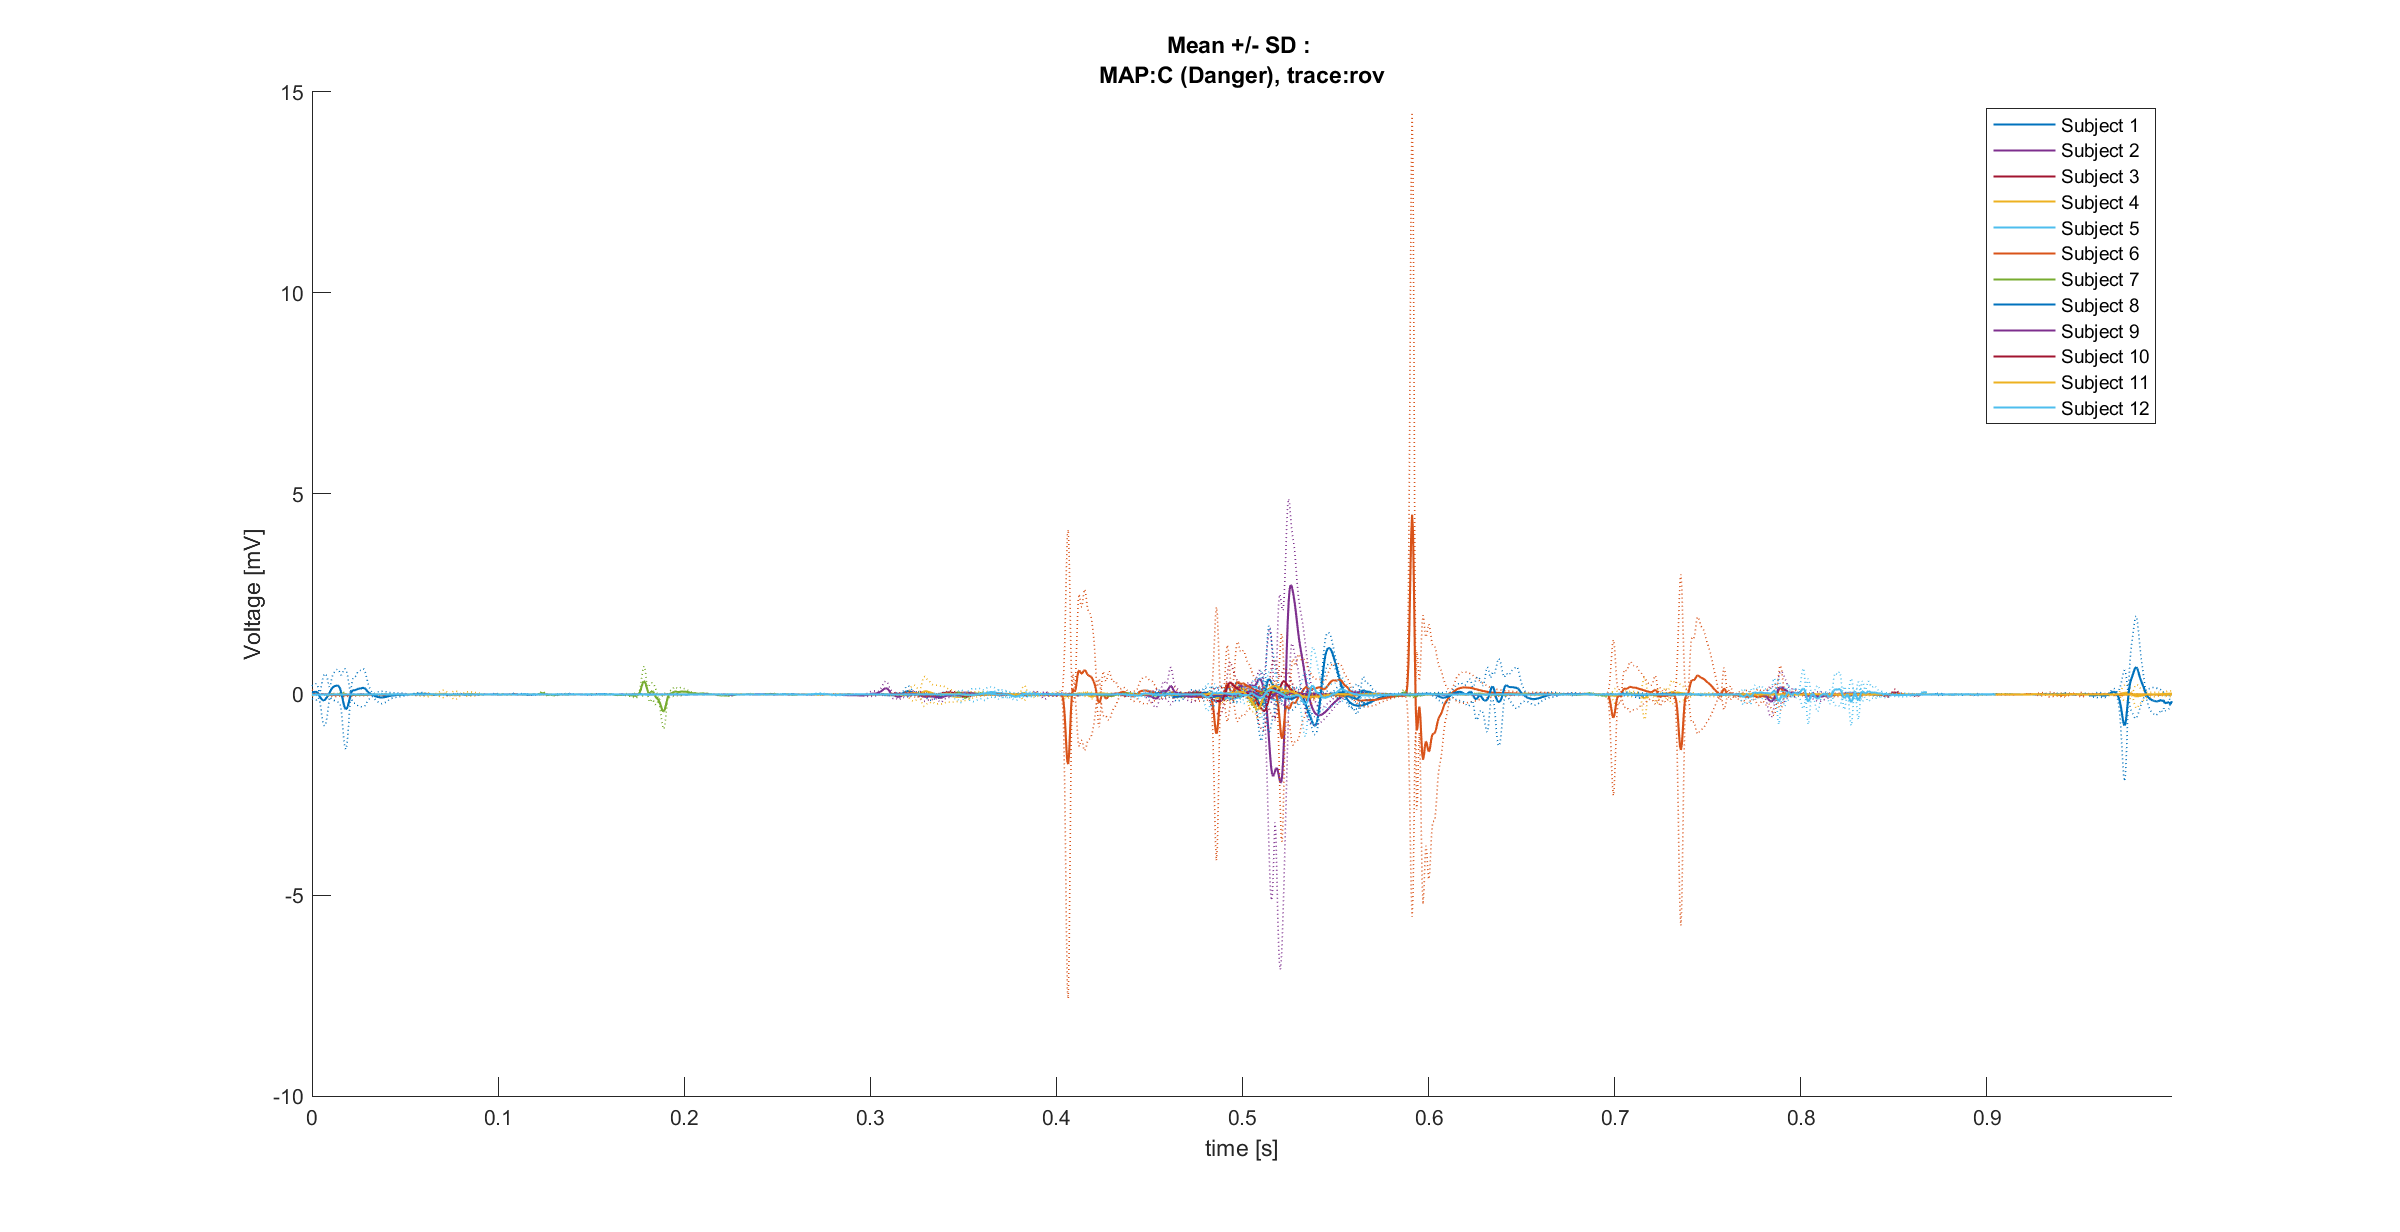 Mean +/- SD :
MAP:C (Danger), trace:rov
15
10
5
0
-5
-10
Voltage [mV]
0
0.1
0.2
0.3
0.4
0.5
0.6
0.7
0.8
0.9
time [s]
Subject 1
Subject 2
Subject 3
Subject 4
Subject 5
Subject 6
Subject 7
Subject 8
Subject 9
Subject 10
Subject 11
Subject 12